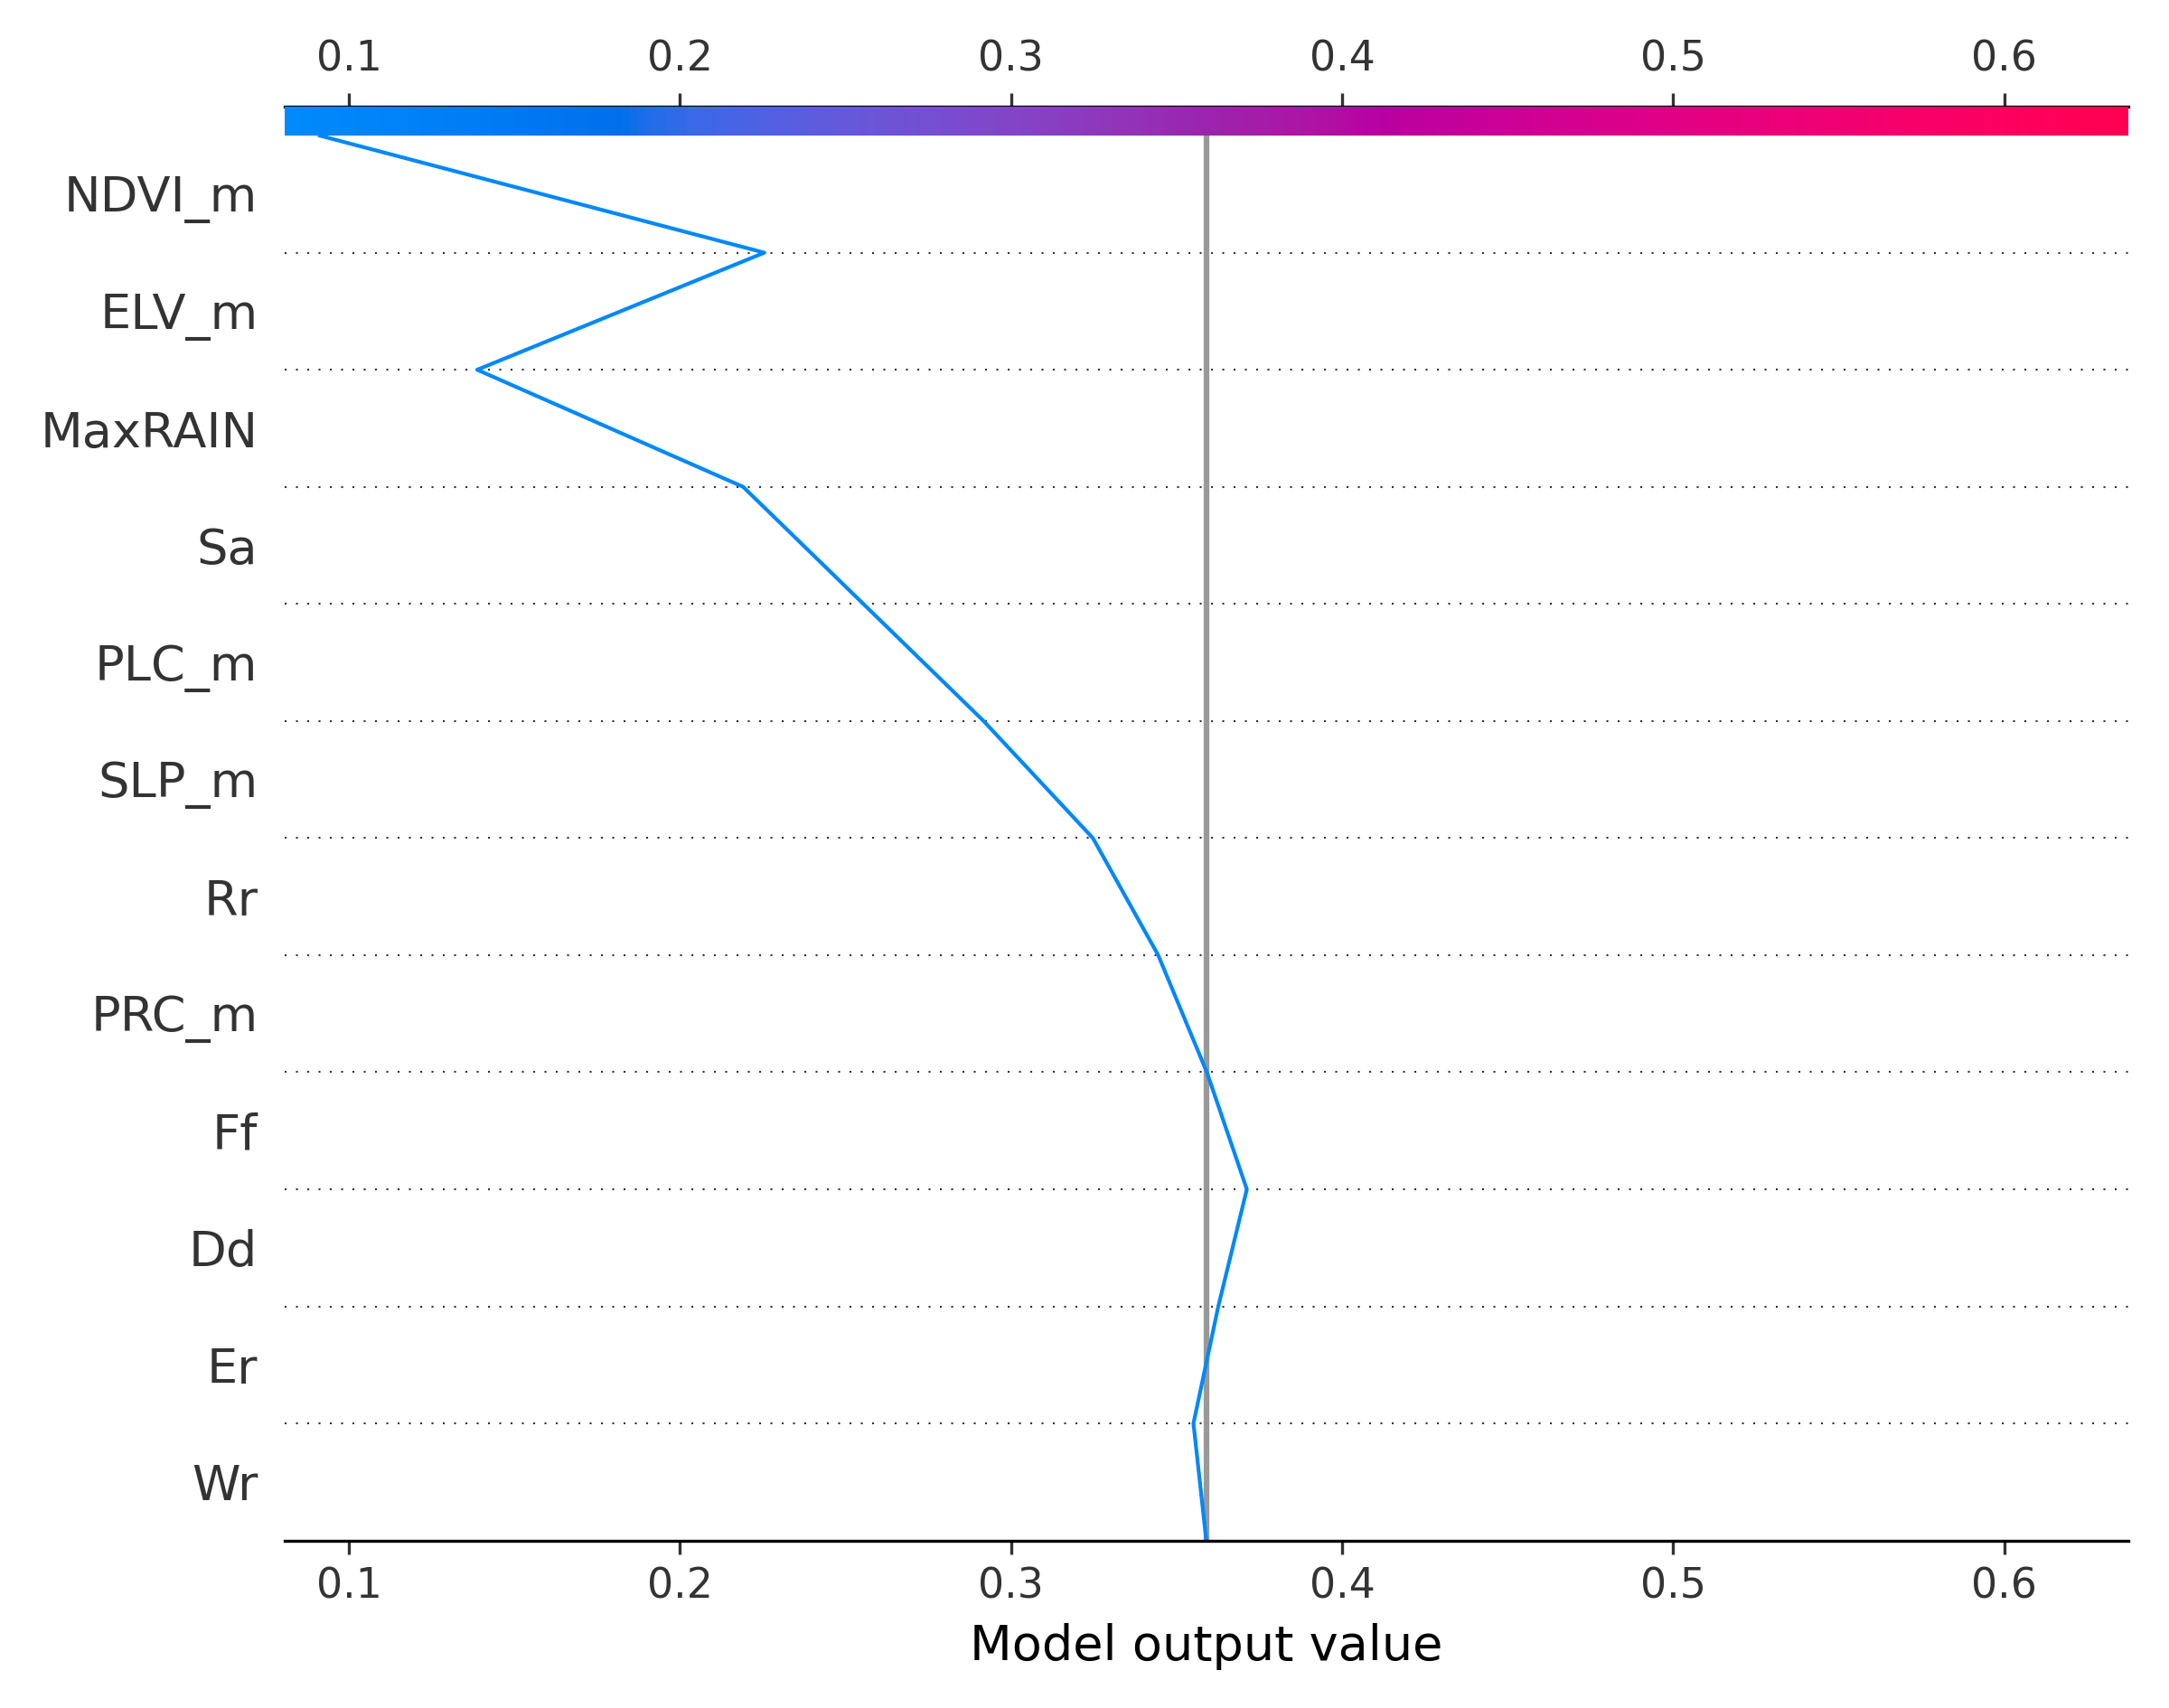 0.1 0.2 0.3 0.4 0.5 0.6
NDVI_m
ELV_m
MaxRAIN
Sa
PLC_m
SLP_m
Rr
PRC_m
Ff
Dd
Er
Wr
0.1 0.2 0.3 0.4 0.5 0.6
Model output value